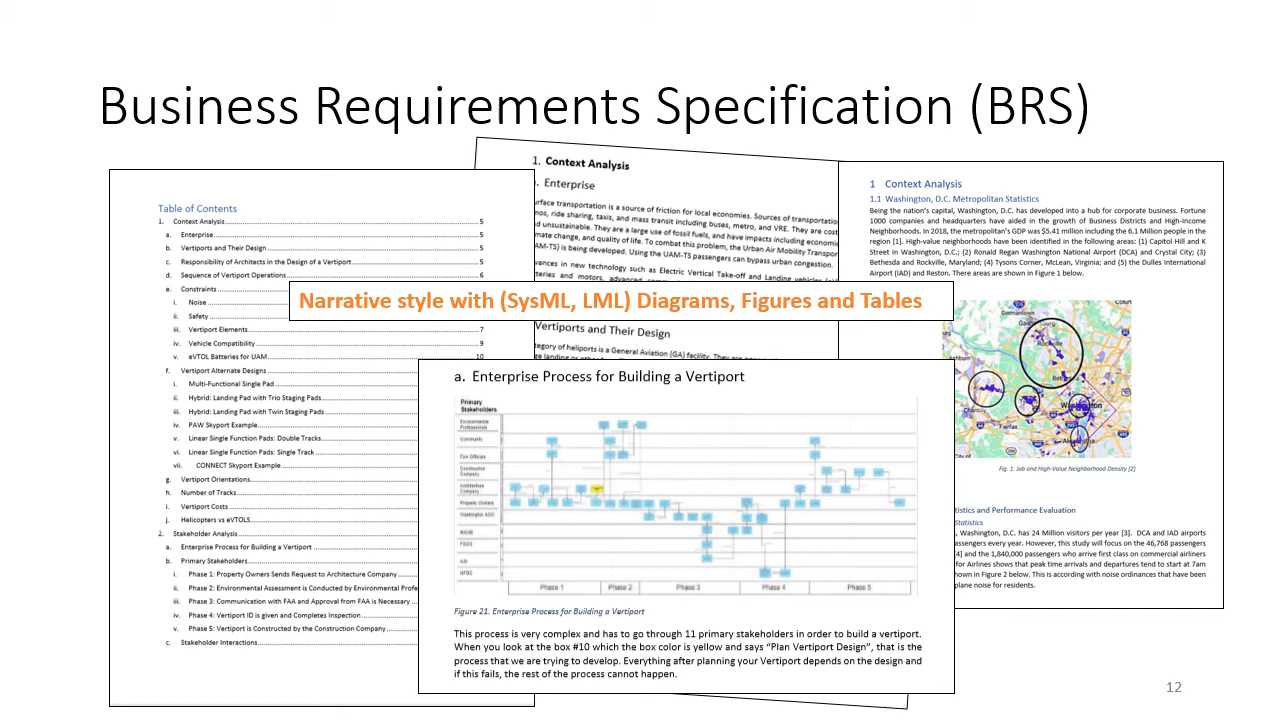 Business Requirements Specification (BRS)
Table of Contents
1. Context Analysis 5
a. Enterprise 5
b. Vertiports and Their Design 5
c. Responsibility of Architects in the Design of a Vertiport 5
d. Sequence of Vertiport Operations 6
e. Constraints
i. Noise
ii. Safety
iii. Vertiport Elements 7
iv. Vehicle Compatibility 9
v. eVTOL Batteries for UAM 10
f. Vertiport Alternate Designs
i. Multi-Functional Single Pad
ii. Hybrid: Landing Pad with Trio Staging Pads
iii. Hybrid: Landing Pad with Twin Staging Pads
iv. PAW Skyport Example
v. Linear Single Function Pads: Double Tracks
vi. Linear Single Function Pads: Single Track
vii. CONNECT Skyport Example
g. Vertiport Orientations
h. Number of Tracks
i. Vertiport Costs
j. Helicopters vs eVTOLS
2. Stakeholder Analysis
a. Enterprise Process for Building a Vertiport
b. Primary Stakeholders
i. Phase 1: Property Owners Sends Request to Architecture Company
ii. Phase 2: Environmental Assessment is Conducted by Environmental Profe
iii. Phase 3: Communication with FAA and Approval from FAA is Necessary
iv. Phase 4: Vertiport ID is given and Completes Inspection
v. Phase 5: Vertiport is Constructed by the Construction Company
c. Stakeholder Interactions
1. Context Analysis
. Enterprise
urface transportation is a source of friction for local economies. Sources of transportatio
mos, ride sharing, taxis, and mass transit including buses, metro, and VRE. They are cost
nd unsustainable. They are a large use of fossil fuels, and have impacts including economic
mate change, and quality of life. To combat this problem, the Urban Air Mobility Transpor
AM-TS) is being developed. Using the UAM-TS passengers can bypass urban congestion.
vances in new technology such as Electric Vertical Take-off and Landing vehicles
teries and motors, advanced
Narrative style with (SysML, LML) Diagrams, Figures and Tables
Vertiports and Their Design
tegory of heliports is a General Aviation (GA) facility. They are
1 Context Analysis
1.1 Washington, D.C. Metropolitan Statistics
Being the nation's capital, Washington, D.C. has developed into a hub for corporate business. Fortune
1000 companies and headquarters have aided in the growth of Business Districts and High-Income
Neighborhoods. In 2018, the metropolitan's GDP was $5.41 million including the 6.1 Million people in the
region [1]. High-value neighborhoods have been identified in the following areas: (1) Capitol Hill and K
Street in Washington, D.C.; (2) Ronald Regan Washington Airport (DCA) and Crystal City; (3)
Bethesda and Rockville, Maryland; (4) Tysons Corner, McLean, Virginia; and (5) the Dulles International
Airport (IAD) and Reston. There areas are shown in Figure 1 below.
Germantown
Rockville
Chantilly
Fairfax
Washington
Fig. 1: Job and High-Value Neighborhood Density [2]
tistics and Performance Evaluation
Statistics
, Washington, D.C. has 24 Million visitors per year [3]. DCA and IAD airports
assengers every year. However, this study will focus on the 46,768 passengers
[4] and the 1,840,000 passengers who arrive first class on commercial airliners
for Airlines shows that peak time arrivals and departures tend to start at 7am
hown in Figure 2 below. This is according with noise ordinances that have been
plane noise for residents.
a. Enterprise Process for Building a Vertiport
Primary
Stakeholders
Environmental
Professionals
Community
FAA Officials
Construction
Company
Architecture
Company
Property Owners
Washington ADO
Phase 1 Phase 2 Phase 3 Phase 4 Phase 5
Figure 21. Enterprise Process for Building a Vertiport
This process is very complex and has to go through 11 primary stakeholders in order to build a vertiport.
When you look at the box #10 which the box color is yellow and says "Plan Vertiport Design", that is the
process that we are trying to develop. Everything after planning your Vertiport depends on the design and
if this fails, the rest of the process cannot happen.
12